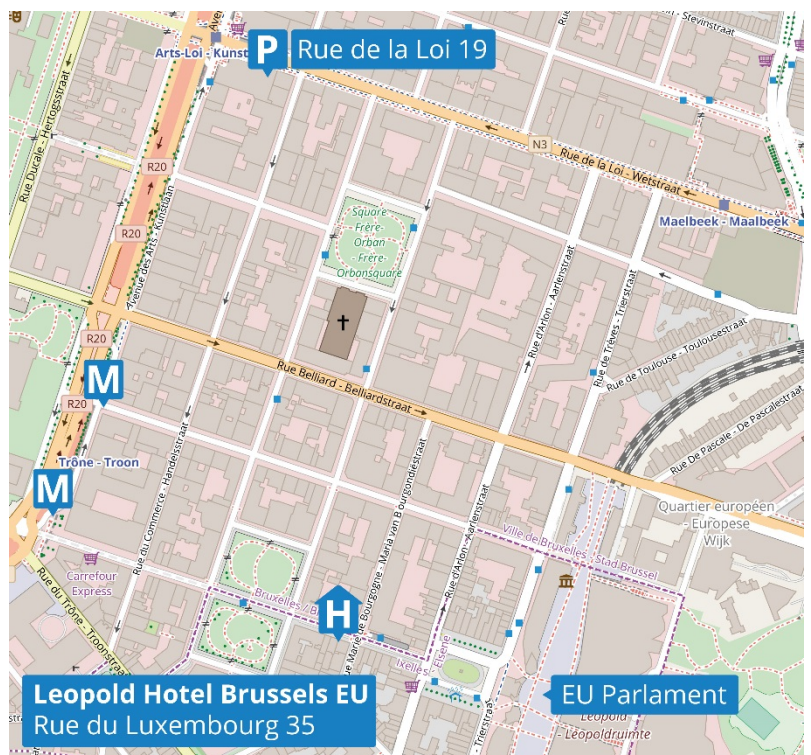 Stevinstraat
Arts-Loi - Kunst
P Rue de la Loi 19
Rue Ducale - Hertogsstraat
R20
N3
Rue de la Loi - Wetstraat
R20
Maelbeek - Maalbeek
Square
Frère-
Orban
- Frère-
Orbansquare
Avenue des Arts - Kunstlaan
Rue d'Arlon - Aarlenstraat
Rue de Trèves - Trierstraat
R20
Rue de Toulouse - Toulousestraat
Rue Belliard - Belliardstraat
M
R20
Rue De Pascale - De Pascalestraat
Trône - Troon
M
Rue du Commerce - Handelsstraat
Rue Marie de Bourgogne - Maria van Bourgondiëstraat
Rue d'Arlon - Aarlenstraat
Quartier européen
- Europese
Wijk
Ville de Bruxelles - Stad Brussel
Carrefour
Express
Rue du Trône - Troonstraat
Bruxelles / B
H
Ixelles - Elsene
Leopold Hotel Brussels EU
Rue du Luxembourg 35
Trierstraat
EU Parlament
Léopold
- Leopoldruimte